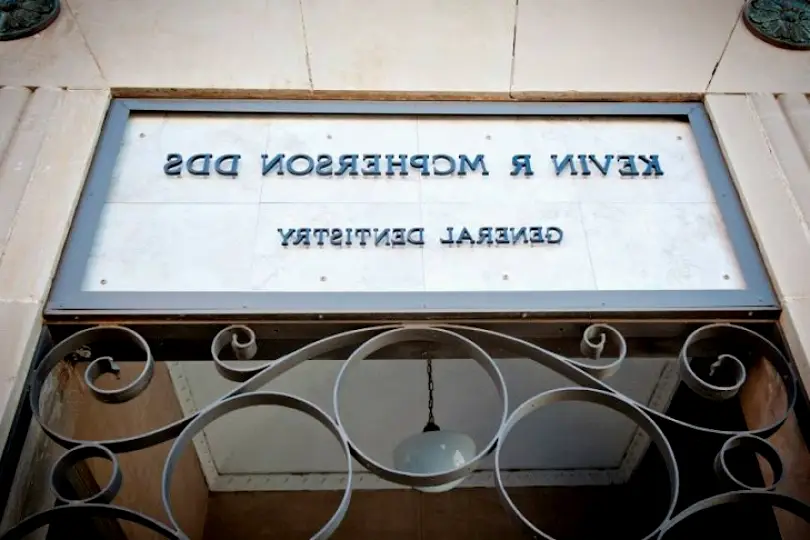 KEVIN R MCPHERSON DDS
GENERAL DENTISTRY